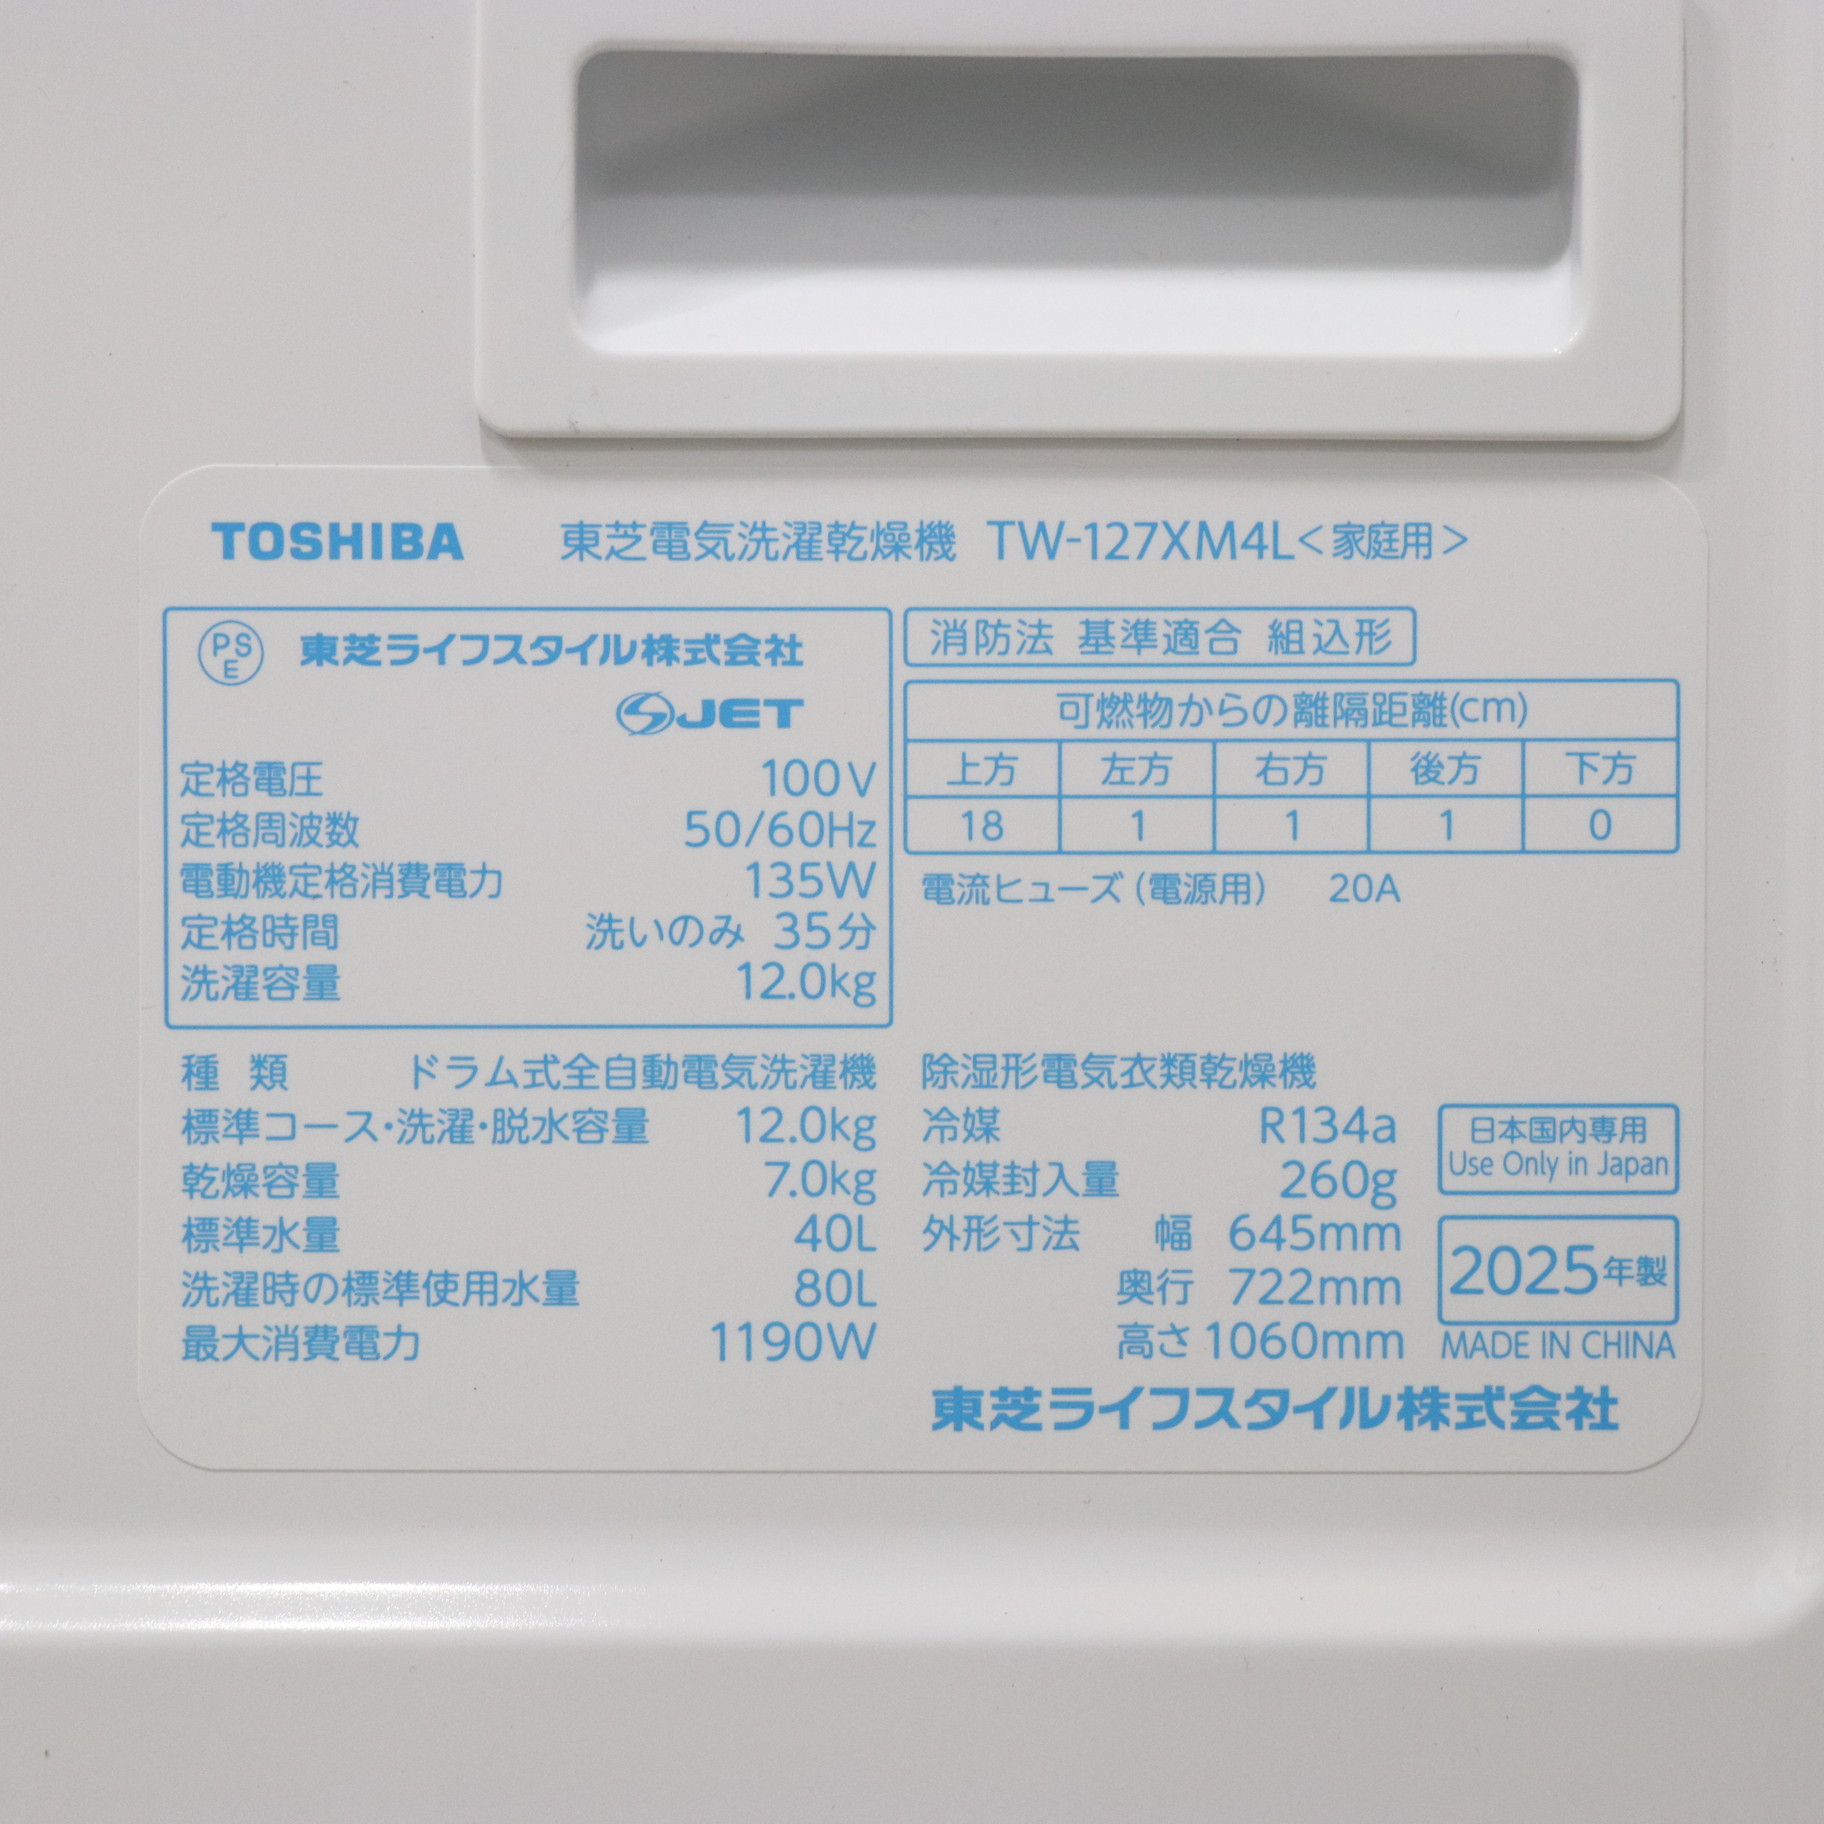 TOSHIBA 東芝電気洗濯乾燥機 TW-127XM4L<家庭用>
PSE 東芝ライフスタイル株式会社
S JET
定格電圧 100V
定格周波数 50/60Hz
電動機定格消費電力 135W
定格時間 洗いのみ 35分
洗濯容量 12.0kg
消防法 基準適合 組込形
可燃物からの離隔距離(cm)
上方 左方 右方 後方 下方
18 1 1 1 0
電流ヒューズ(電源用) 20A
種 類 ドラム式全自動電気洗濯機
標準コース・洗濯・脱水容量 12.0kg
乾燥容量 7.0kg
標準水量 40L
洗濯時の標準使用水量 80L
最大消費電力 1190W
除湿形電気衣類乾燥機
冷媒 R134a
冷媒封入量 260g
外形寸法 幅 645mm
奥行 722mm
高さ 1060mm
日本国内専用
Use Only in Japan
2025年製
MADE IN CHINA
東芝ライフスタイル株式会社